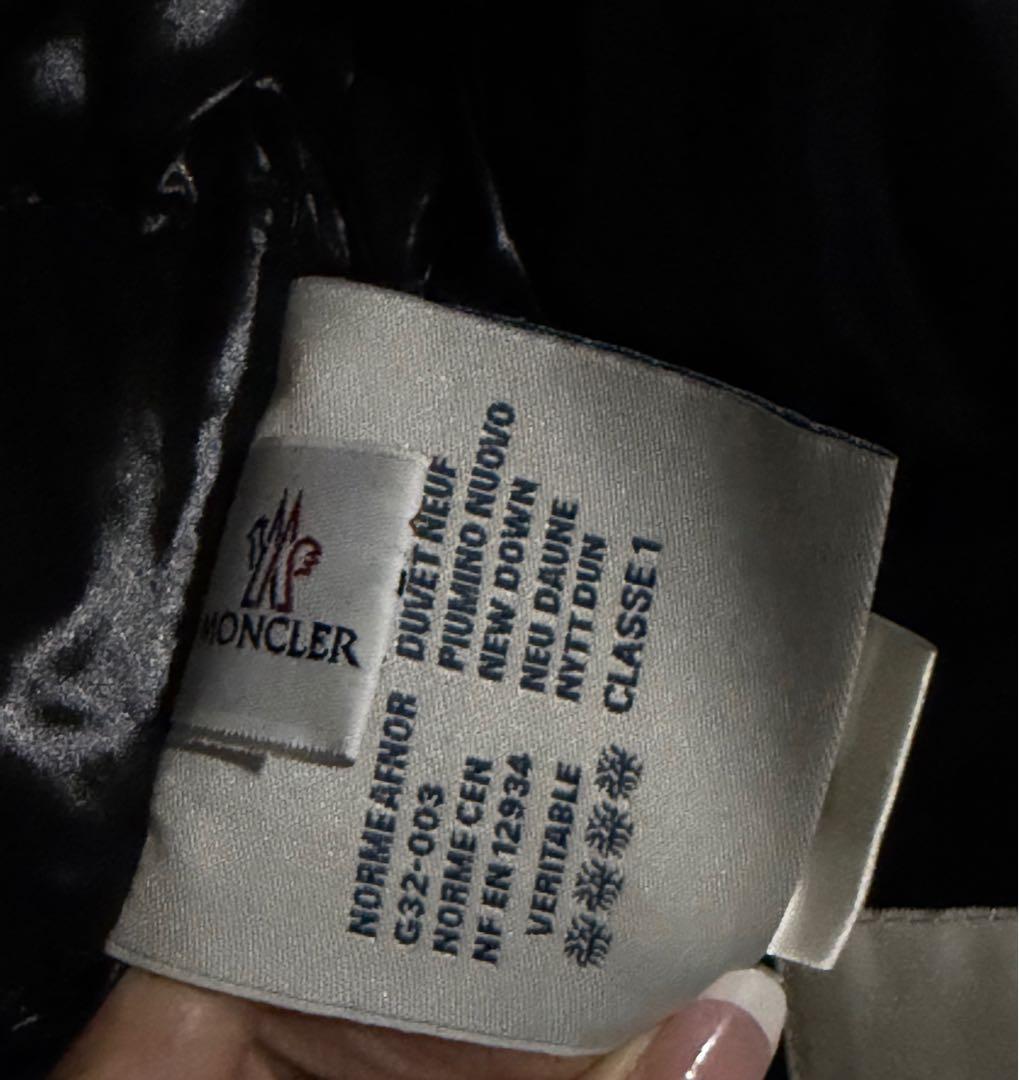 MONCLER
NORME AFNOR
G32-003
NORME CEN
NF EN 12934
VERITABLE
DUVET NEUF
PIUMINO NUOVO
NEW DOWN
NEU DAUNE
NYTT DUN
CLASSE 1